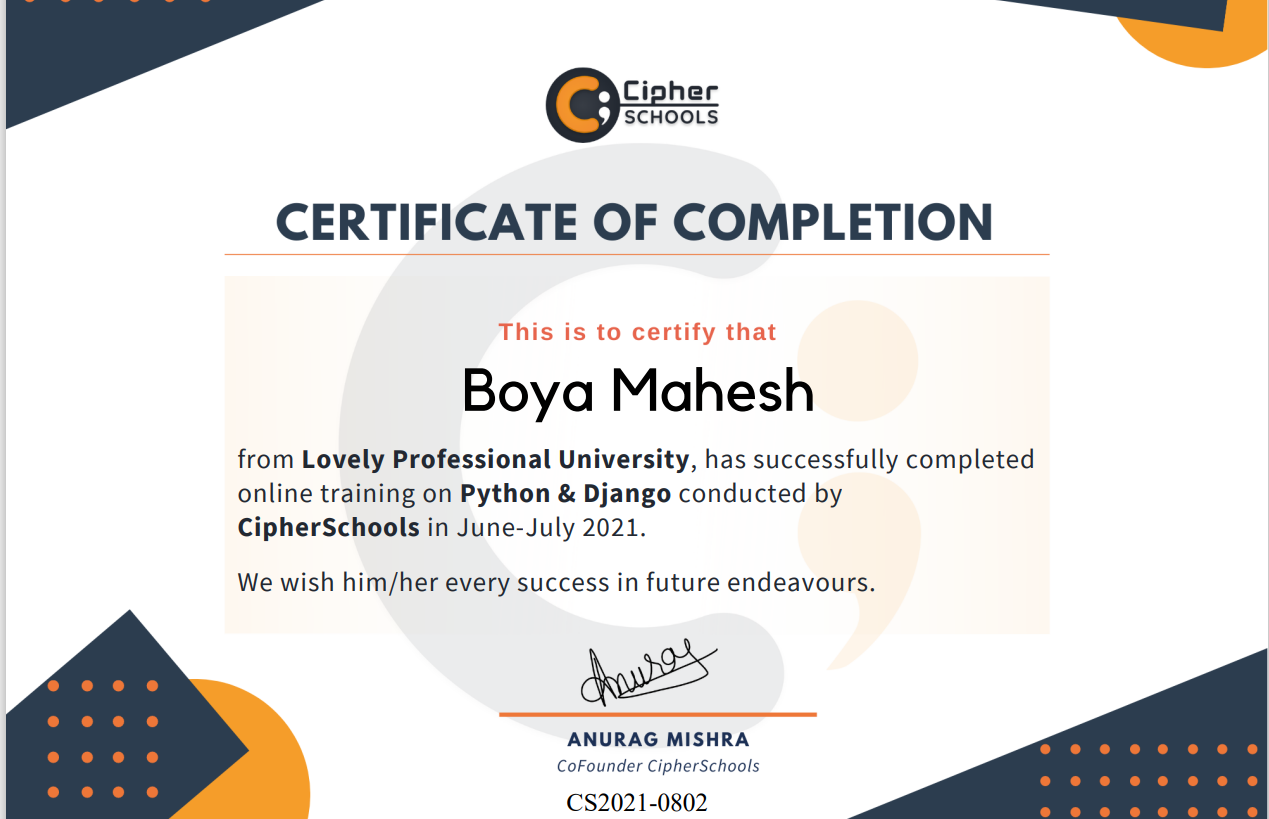 Cipher
SCHOOLS
CERTIFICATE OF COMPLETION
This is to certify that
Boya Mahesh
from Lovely Professional University, has successfully completed
online training on Python & Django conducted by
CipherSchools in June-July 2021.
We wish him/her every success in future endeavours.
Anurag
ANURAG MISHRA
CoFounder CipherSchools
CS2021-0802